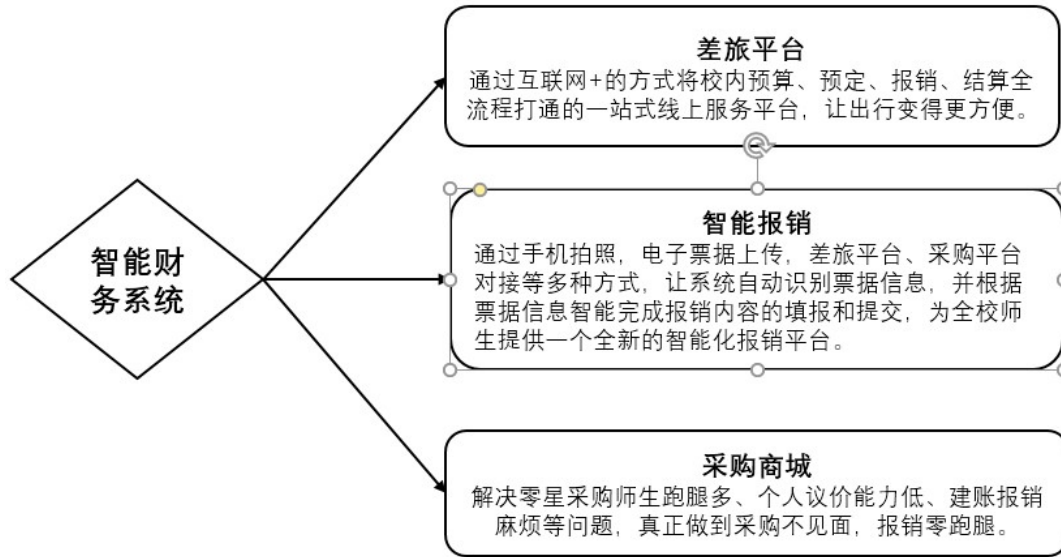 差旅平台
通过互联网+的方式将校内预算、预定、报销、结算全
流程打通的一站式线上服务平台，让出行变得更方便。
智能财
务系统
智能报销
通过手机拍照，电子票据上传，差旅平台、采购平台
对接等多种方式，让系统自动识别票据信息，并根据
票据信息智能完成报销内容的填报和提交，为全校师
生提供一个全新的智能化报销平台。
采购商城
解决零星采购师生跑腿多、个人议价能力低、建账报销
麻烦等问题，真正做到采购不见面，报销零跑腿。